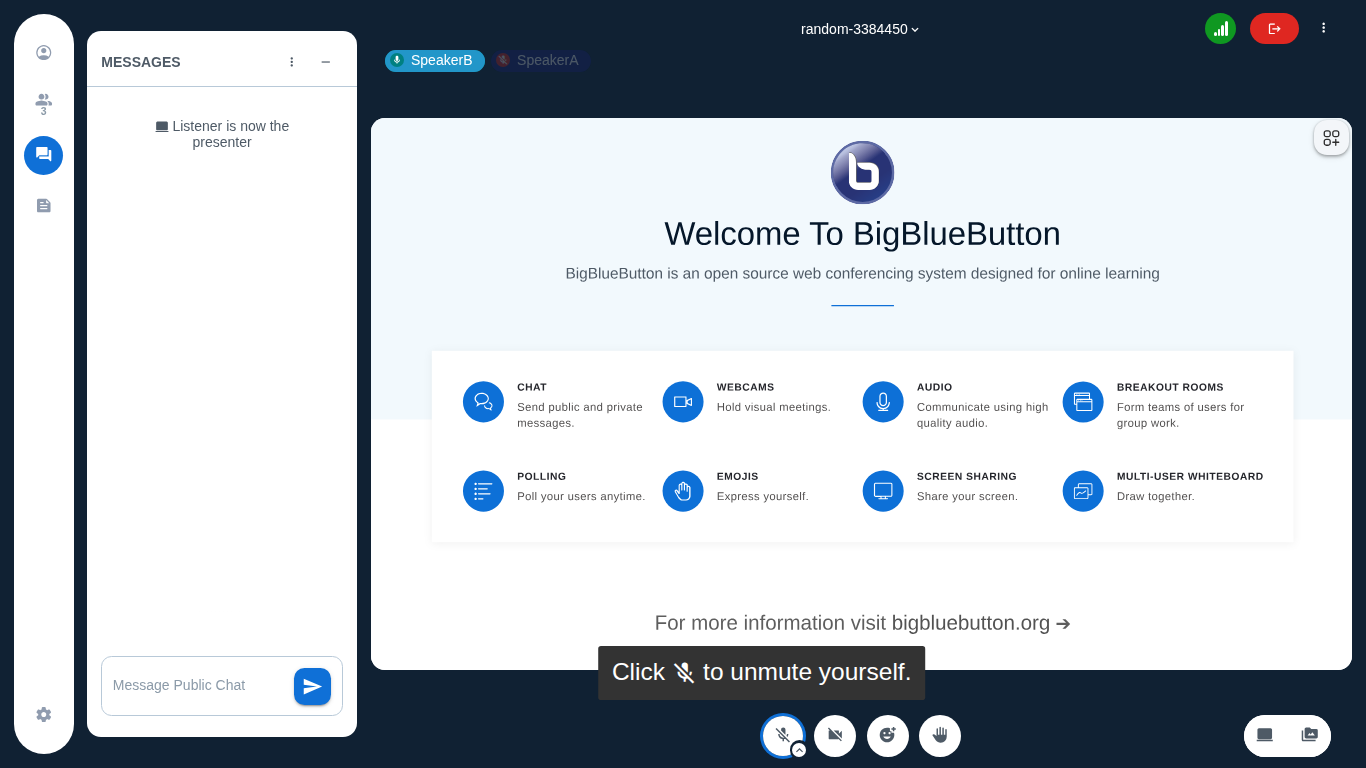 random-3384450
SpeakerB
SpeakerA
3
MESSAGES
Listener is now the
presenter
Message Public Chat
Welcome To BigBlueButton
BigBlueButton is an open source web conferencing system designed for online learning
CHAT
Send public and private
messages.
WEBCAMS
Hold visual meetings.
AUDIO
Communicate using high
quality audio.
BREAKOUT ROOMS
Form teams of users for
group work.
POLLING
Poll your users anytime.
EMOJIS
Express yourself.
SCREEN SHARING
Share your screen.
MULTI-USER WHITEBOARD
Draw together.
For more information visit bigbluebutton.org ➔
Click to unmute yourself.